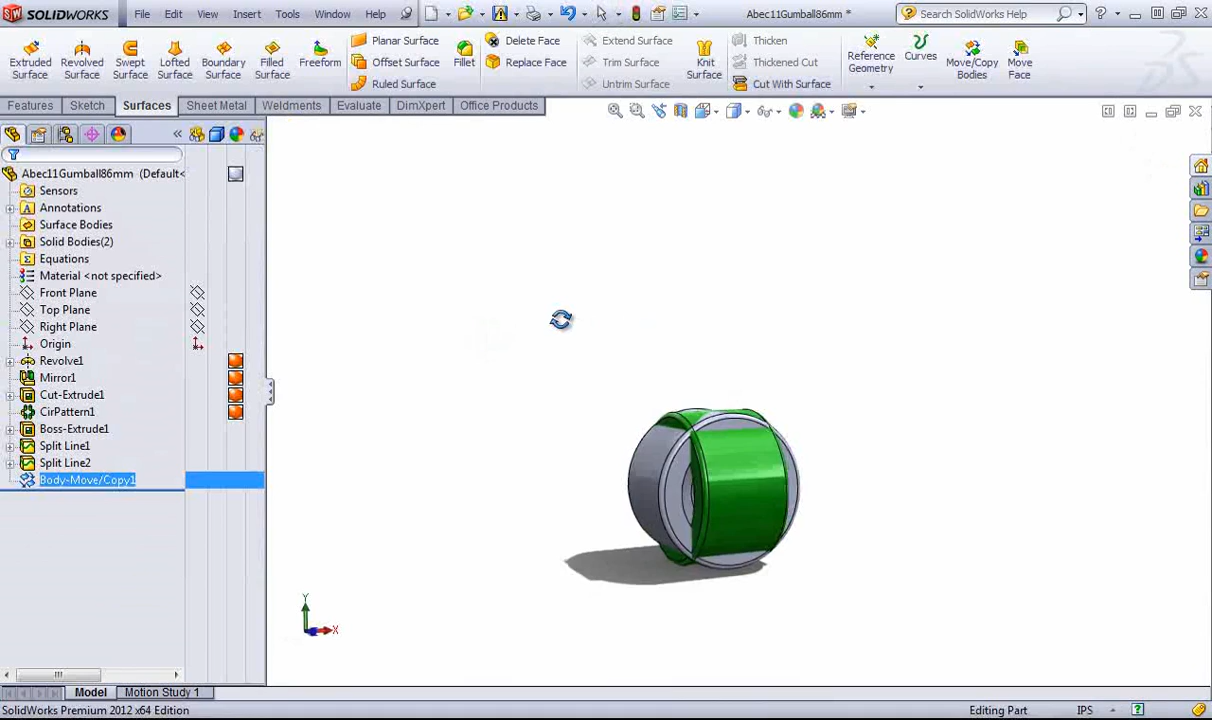 SOLIDWORKS File Edit View Insert Tools Window Help Abec11Gumball86mm * Search SolidWorks Help
Extruded Surface
Revolved Surface
Swept Surface
Lofted Surface
Boundary Surface
Filled Surface
Freeform
Planar Surface
Offset Surface
Ruled Surface
Fillet
Delete Face
Replace Face
Extend Surface
Trim Surface
Untrim Surface
Knit Surface
Thicken
Thickened Cut
Cut With Surface
Reference Geometry
Curves
Move/Copy Bodies
Move Face
Features Sketch Surfaces Sheet Metal Weldments Evaluate DimXpert Office Products
Abec11Gumball86mm (Default<
Sensors
Annotations
Surface Bodies
Solid Bodies(2)
Equations
Material <not specified>
Front Plane
Top Plane
Right Plane
Origin
Revolve1
Mirror1
Cut-Extrude1
CirPattern1
Boss-Extrude1
Split Line1
Split Line2
Body-Move/Copy1
Y
X
Model Motion Study 1
SolidWorks Premium 2012 x64 Edition Editing Part IPS